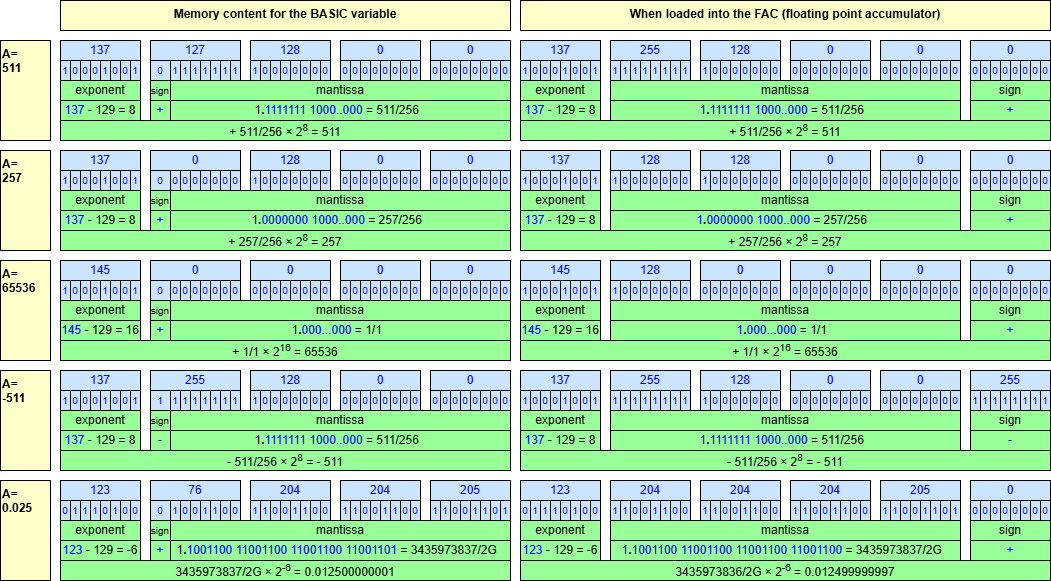 Memory content for the BASIC variable When loaded into the FAC (floating point accumulator)
A=
511
137 127 128 0 0 137 255 128 0 0 0
1 0 0 0 1 0 0 1 0 1 1 1 1 1 1 1 1 0 0 0 0 0 0 0 0 0 0 0 0 0 0 0 0 0 0 0 0 0 0 0 1 0 0 0 1 0 0 1 1 1 1 1 1 1 1 1 1 0 0 0 0 0 0 0 0 0 0 0 0 0 0 0 0 0 0 0 0 0 0 0 0 0 0 0 0 0 0 0
exponent sign mantissa exponent mantissa sign
137 - 129 = 8 + 1.1111111 1000..000 = 511/256 137 - 129 = 8 1.1111111 1000..000 = 511/256 +
+ 511/256 × 2⁸ = 511 + 511/256 × 2⁸ = 511
A=
257
137 0 128 0 0 137 128 128 0 0 0
1 0 0 0 1 0 0 1 0 0 0 0 0 0 0 0 1 0 0 0 0 0 0 0 0 0 0 0 0 0 0 0 0 0 0 0 0 0 0 0 1 0 0 0 1 0 0 1 1 0 0 0 0 0 0 0 1 0 0 0 0 0 0 0 0 0 0 0 0 0 0 0 0 0 0 0 0 0 0 0 0 0 0 0 0 0 0 0
exponent sign mantissa exponent mantissa sign
137 - 129 = 8 + 1.0000000 1000..000 = 257/256 137 - 129 = 8 1.0000000 1000..000 = 257/256 +
+ 257/256 × 2⁸ = 257 + 257/256 × 2⁸ = 257
A=
65536
145 0 0 0 0 145 128 0 0 0 0
1 0 0 1 0 0 0 1 0 0 0 0 0 0 0 0 0 0 0 0 0 0 0 0 0 0 0 0 0 0 0 0 0 0 0 0 0 0 0 0 1 0 0 1 0 0 0 1 1 0 0 0 0 0 0 0 0 0 0 0 0 0 0 0 0 0 0 0 0 0 0 0 0 0 0 0 0 0 0 0 0 0 0 0 0 0 0 0
exponent sign mantissa exponent mantissa sign
145 - 129 = 16 + 1.000...000 = 1/1 145 - 129 = 16 1.000...000 = 1/1 +
+ 1/1 × 2¹⁶ = 65536 + 1/1 × 2¹⁶ = 65536
A=
-511
137 255 128 0 0 137 255 128 0 0 255
1 0 0 0 1 0 0 1 1 1 1 1 1 1 1 1 1 0 0 0 0 0 0 0 0 0 0 0 0 0 0 0 0 0 0 0 0 0 0 0 1 0 0 0 1 0 0 1 1 1 1 1 1 1 1 1 1 0 0 0 0 0 0 0 0 0 0 0 0 0 0 0 0 0 0 0 0 0 0 0 1 1 1 1 1 1 1 1
exponent sign mantissa exponent mantissa sign
137 - 129 = 8 - 1.1111111 1000..000 = 511/256 137 - 129 = 8 1.1111111 1000..000 = 511/256 -
- 511/256 × 2⁸ = - 511 - 511/256 × 2⁸ = - 511
A=
0.025
123 76 204 204 205 123 204 204 204 205 0
0 1 1 1 0 1 0 0 0 1 0 0 1 1 0 0 1 1 0 0 1 1 0 0 1 1 0 0 1 1 0 0 1 1 0 0 1 1 0 1 0 1 1 1 0 1 0 0 1 1 0 0 1 1 0 0 1 1 0 0 1 1 0 0 1 1 0 0 1 1 0 0 1 1 0 0 1 1 0 1 0 0 0 0 0 0 0 0
exponent sign mantissa exponent mantissa sign
123 - 129 = -6 + 1.1001100 11001100 11001100 11001101 = 3435973837/2G 123 - 129 = -6 1.1001100 11001100 11001100 11001100 = 3435973837/2G +
3435973837/2G × 2⁻⁶ = 0.012500000001 3435973836/2G × 2⁻⁶ = 0.012499999997